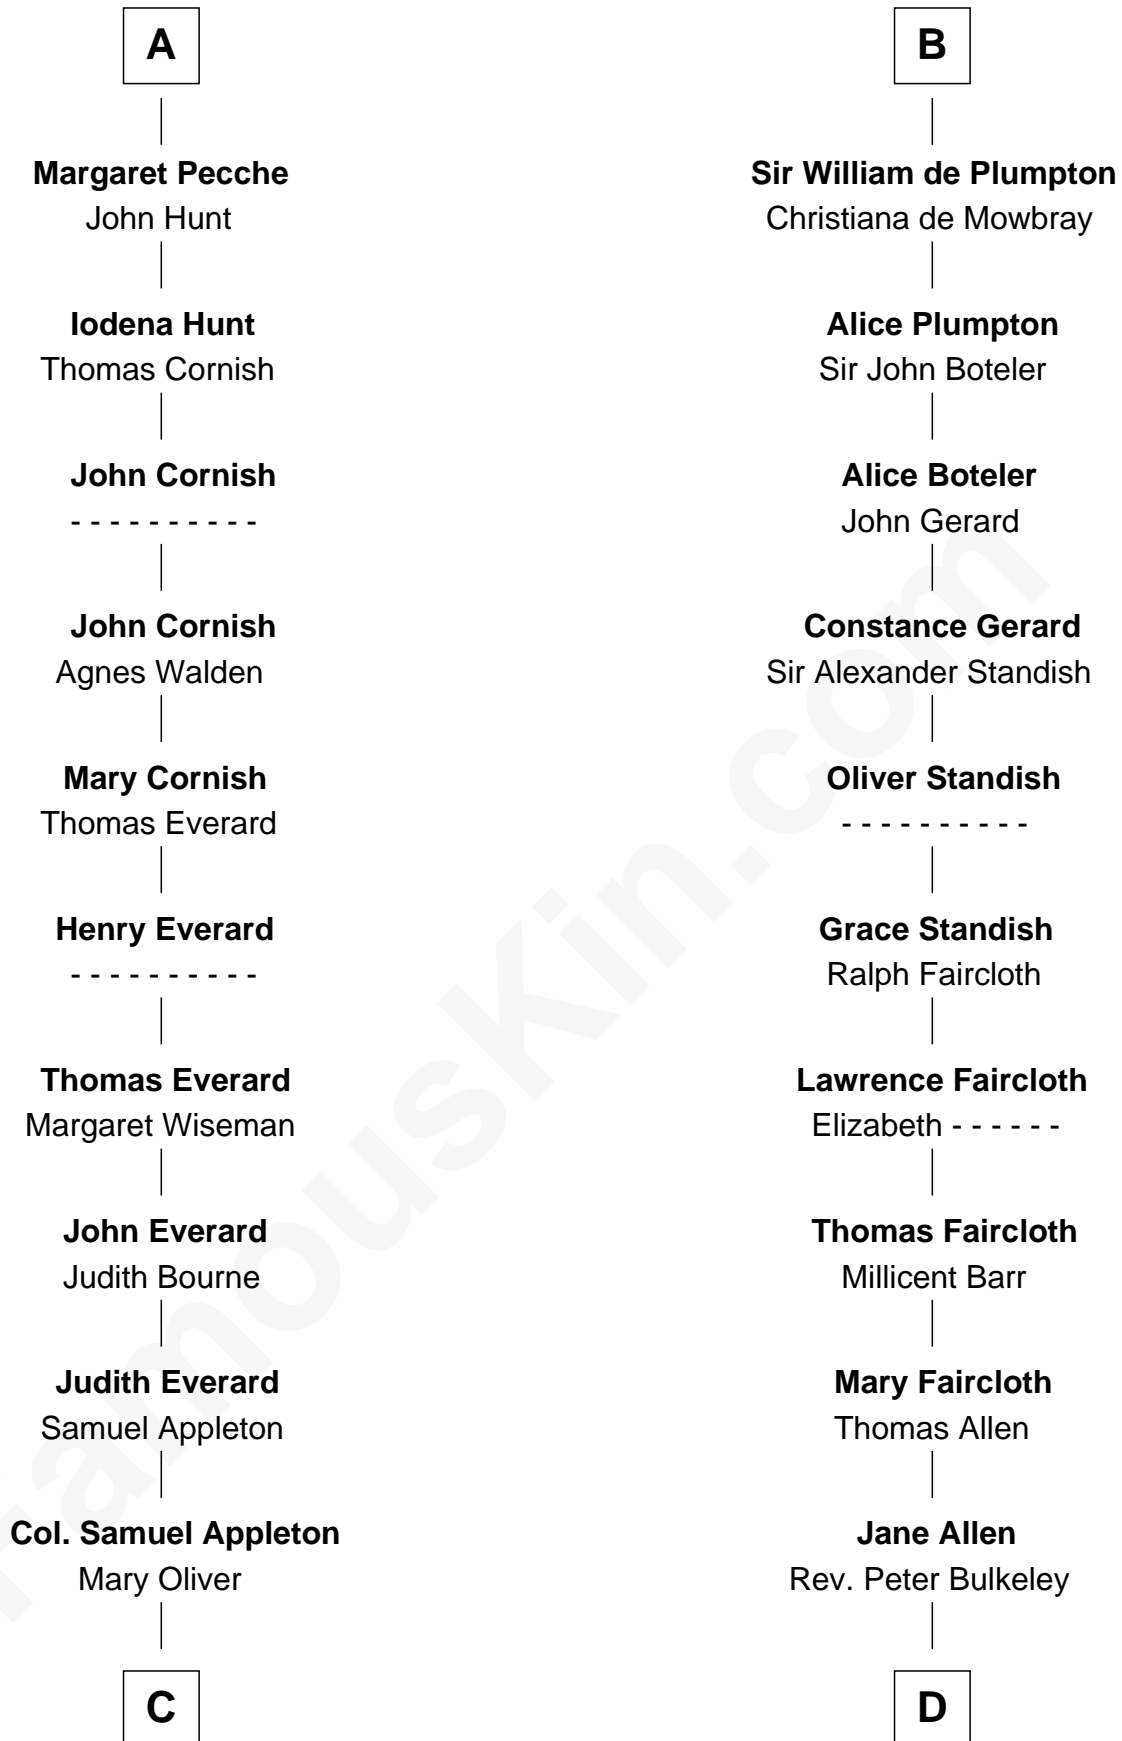 A
Margaret Pecche
John Hunt
Iodena Hunt
Thomas Cornish
John Cornish
- - - - - - - - - -
John Cornish
Agnes Walden
Mary Cornish
Thomas Everard
Henry Everard
- - - - - - - - - -
Thomas Everard
Margaret Wiseman
John Everard
Judith Bourne
Judith Everard
Samuel Appleton
Col. Samuel Appleton
Mary Oliver
C
B
Sir William de Plumpton
Christiana de Mowbray
Alice Plumpton
Sir John Boteler
Alice Boteler
John Gerard
Constance Gerard
Sir Alexander Standish
Oliver Standish
- - - - - - - - - -
Grace Standish
Ralph Faircloth
Lawrence Faircloth
Elizabeth - - - - - -
Thomas Faircloth
Millicent Barr
Mary Faircloth
Thomas Allen
Jane Allen
Rev. Peter Bulkeley
D
FamousKin.com